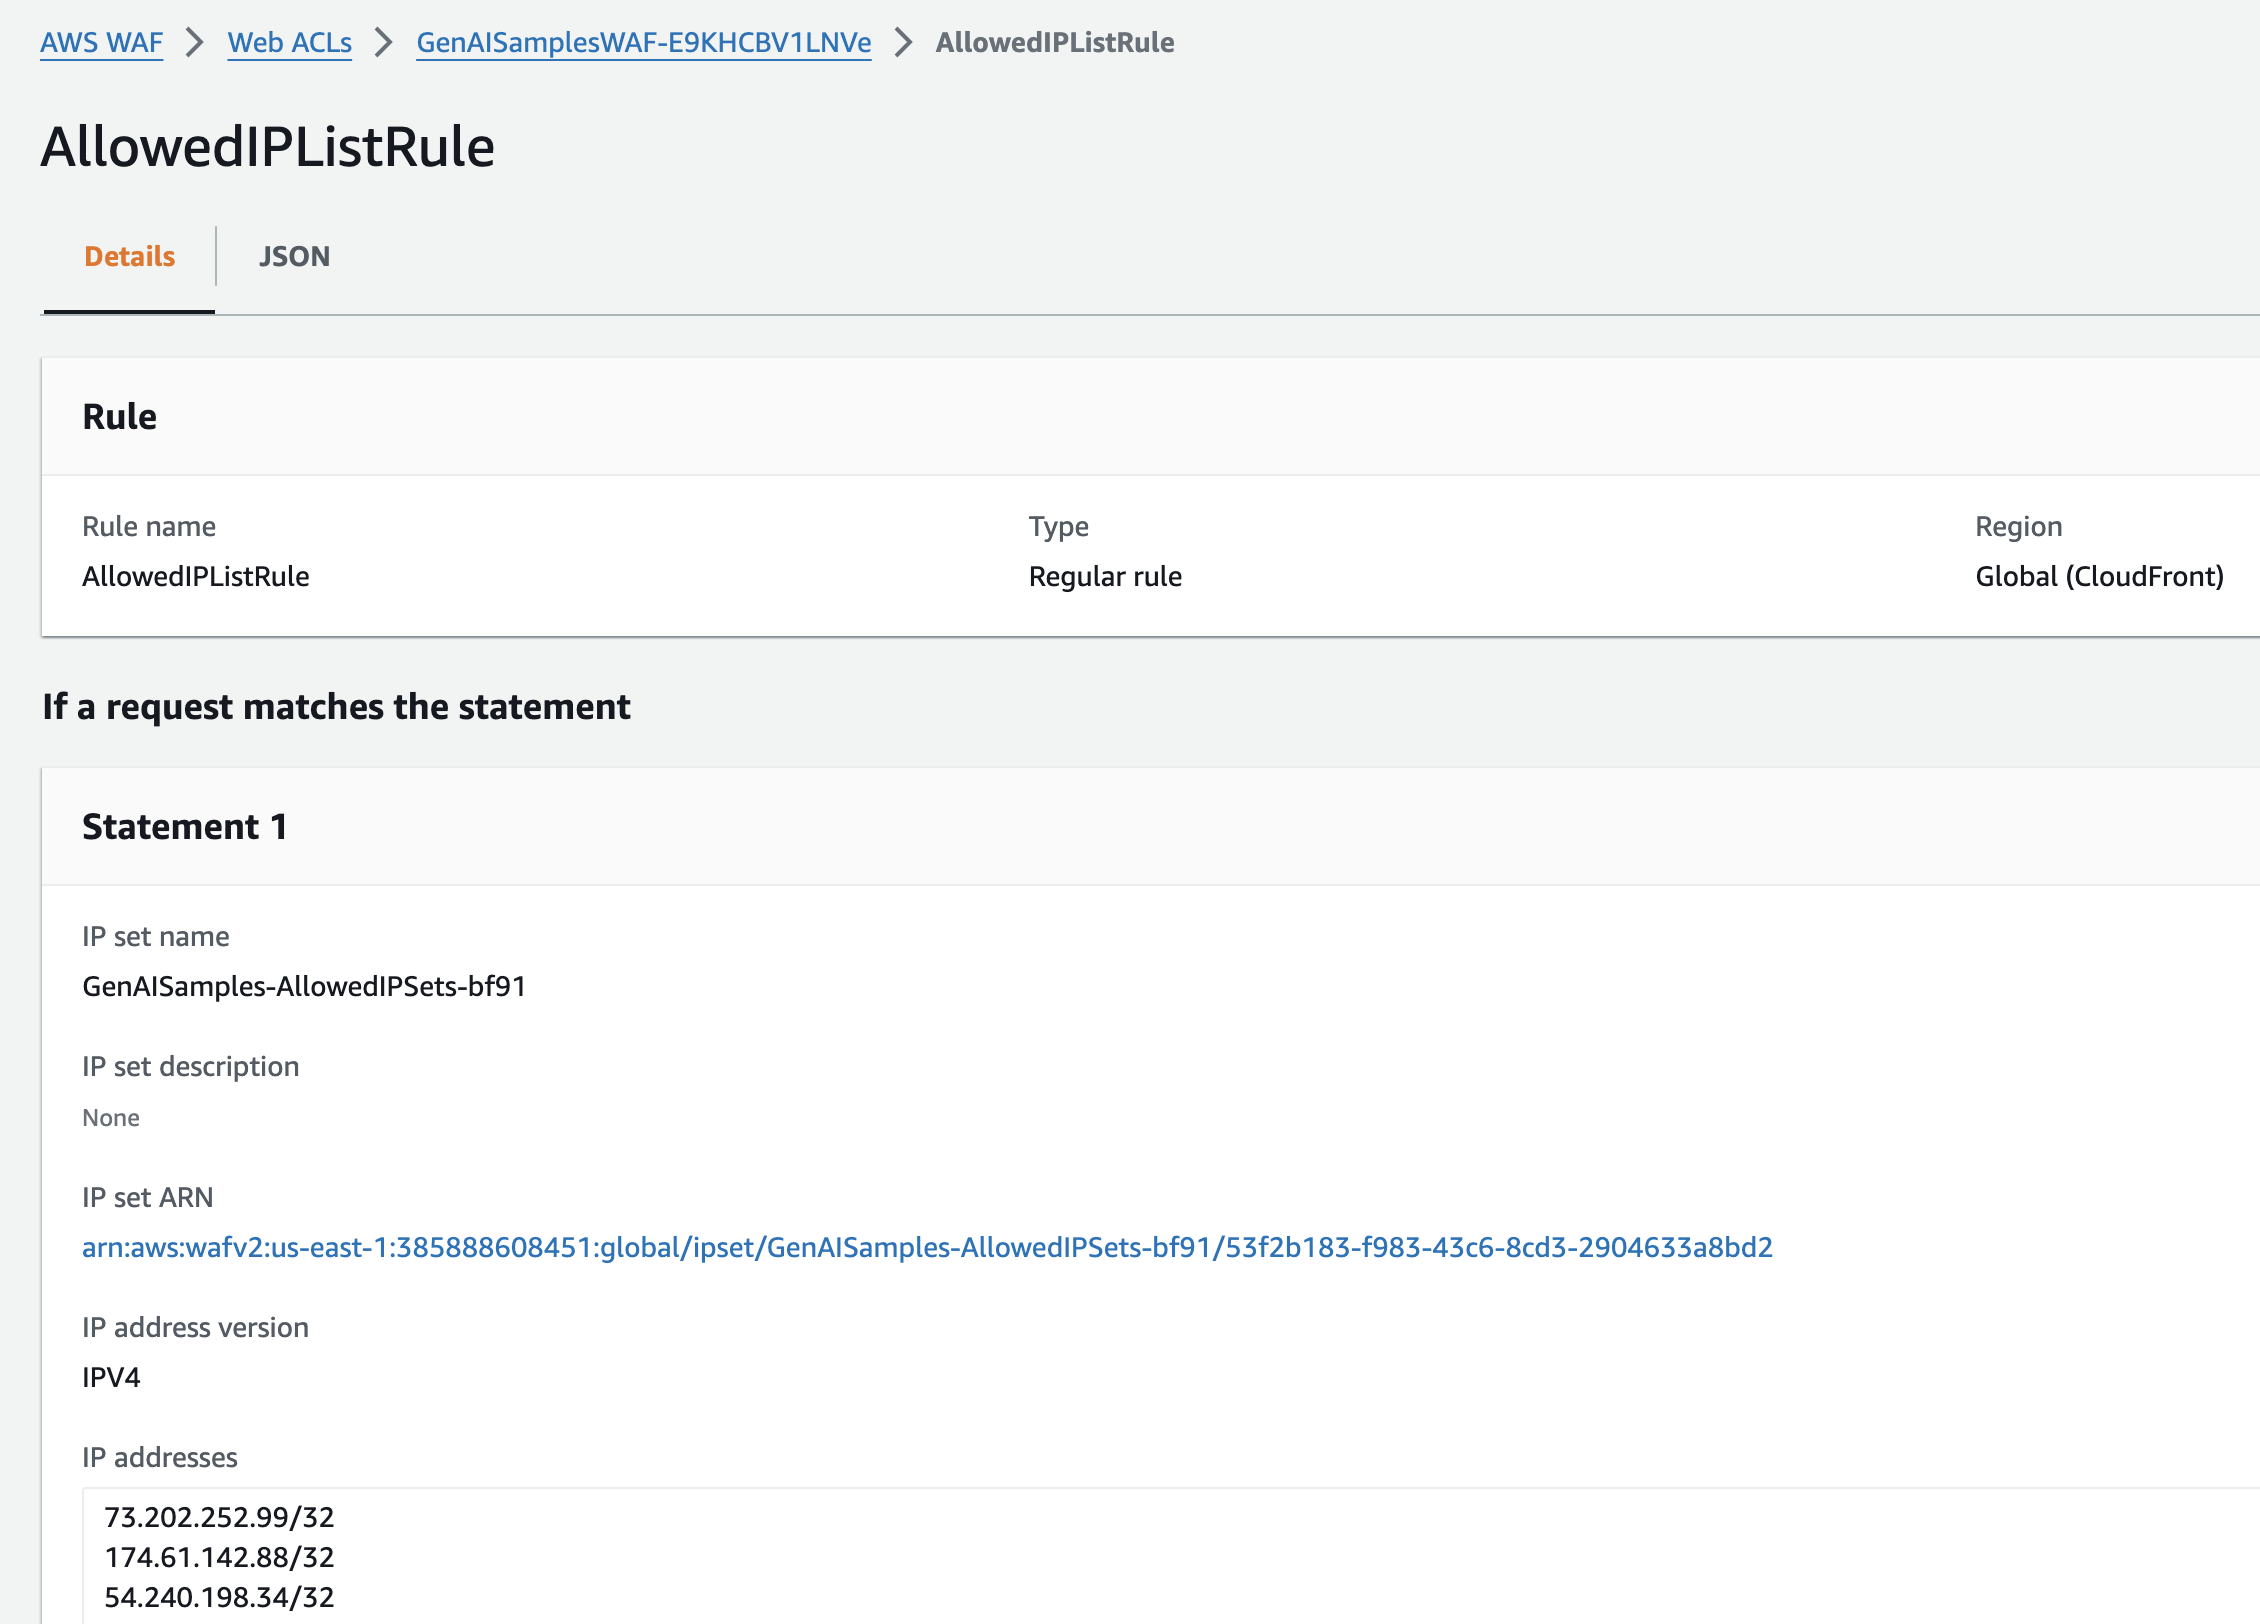 AWS WAF > Web ACLs > GenAISamplesWAF-E9KHCBV1LNVe > AllowedIPListRule
AllowedIPListRule
Details JSON
Rule
Rule name Type Region
AllowedIPListRule Regular rule Global (CloudFront)
If a request matches the statement
Statement 1
IP set name
GenAISamples-AllowedIPSets-bf91
IP set description
None
IP set ARN
arn:aws:wafv2:us-east-1:385888608451:global/ipset/GenAISamples-AllowedIPSets-bf91/53f2b183-f983-43c6-8cd3-2904633a8bd2
IP address version
IPV4
IP addresses
73.202.252.99/32
174.61.142.88/32
54.240.198.34/32